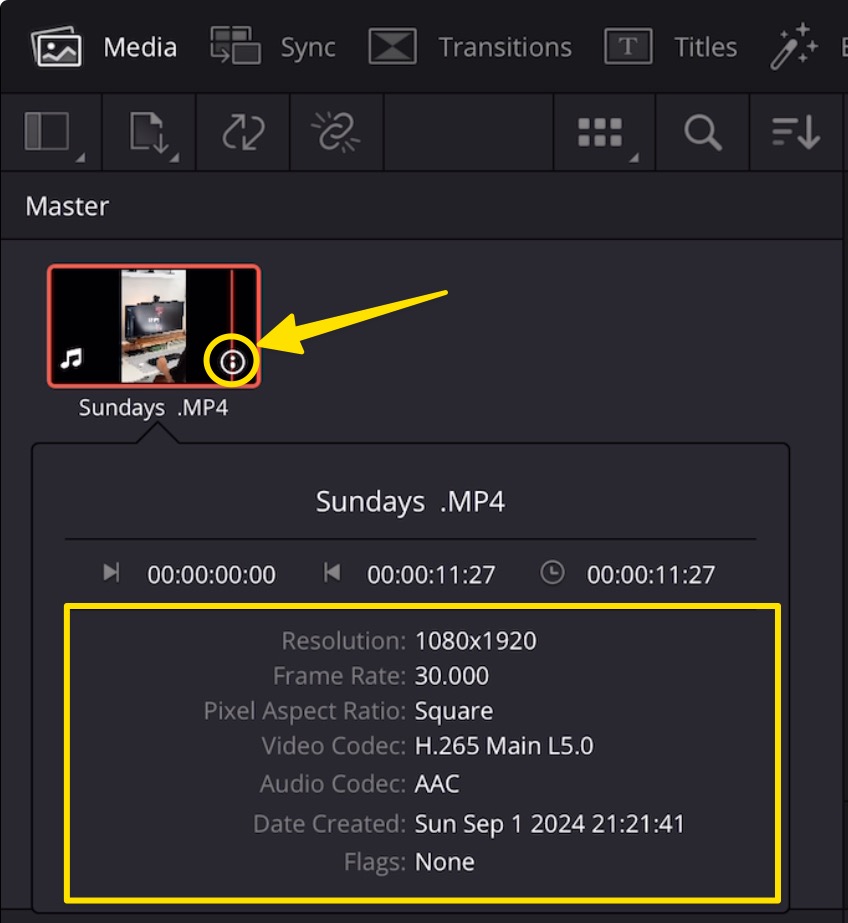 Media Sync Transitions T Titles
Master
Sundays .MP4
Sundays .MP4
00:00:00:00 00:00:11:27 00:00:11:27
Resolution: 1080x1920
Frame Rate: 30.000
Pixel Aspect Ratio: Square
Video Codec: H.265 Main L5.0
Audio Codec: AAC
Date Created: Sun Sep 1 2024 21:21:41
Flags: None